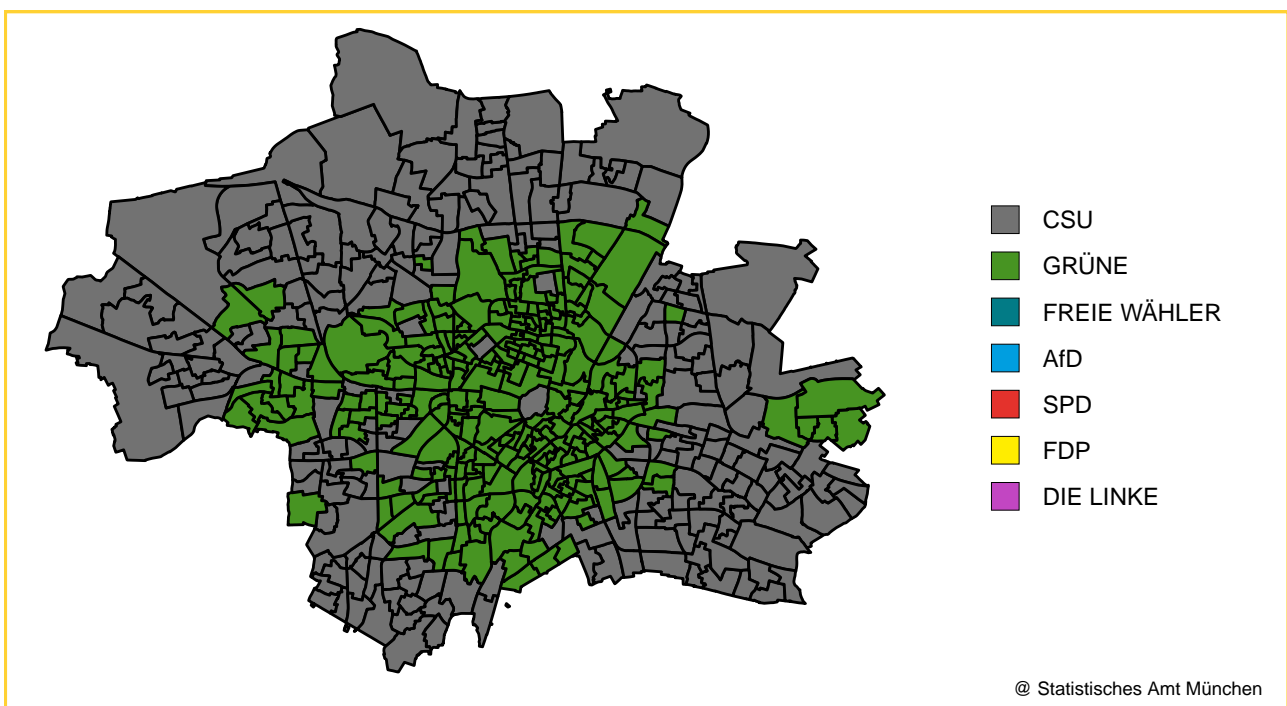 CSU
GRÜNE
FREIE WÄHLER
AfD
SPD
FDP
DIE LINKE
@ Statistisches Amt München